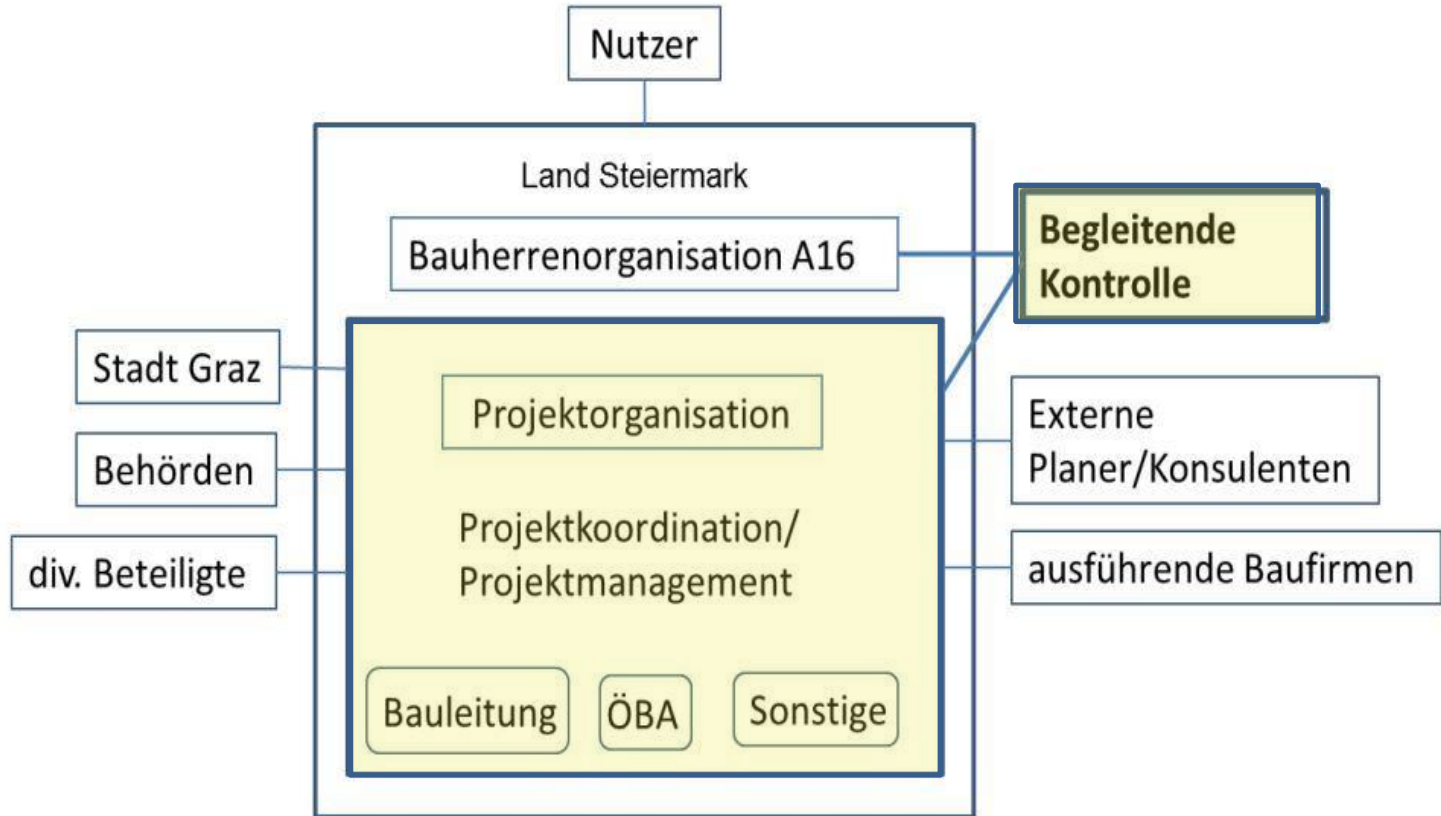 Nutzer
Land Steiermark
Bauherrenorganisation A16
Begleitende
Kontrolle
Stadt Graz
Behörden
div. Beteiligte
Projektorganisation
Projektkoordination/
Projektmanagement
Bauleitung
ÖBA
Sonstige
Externe
Planer/Konsulenten
ausführende Baufirmen